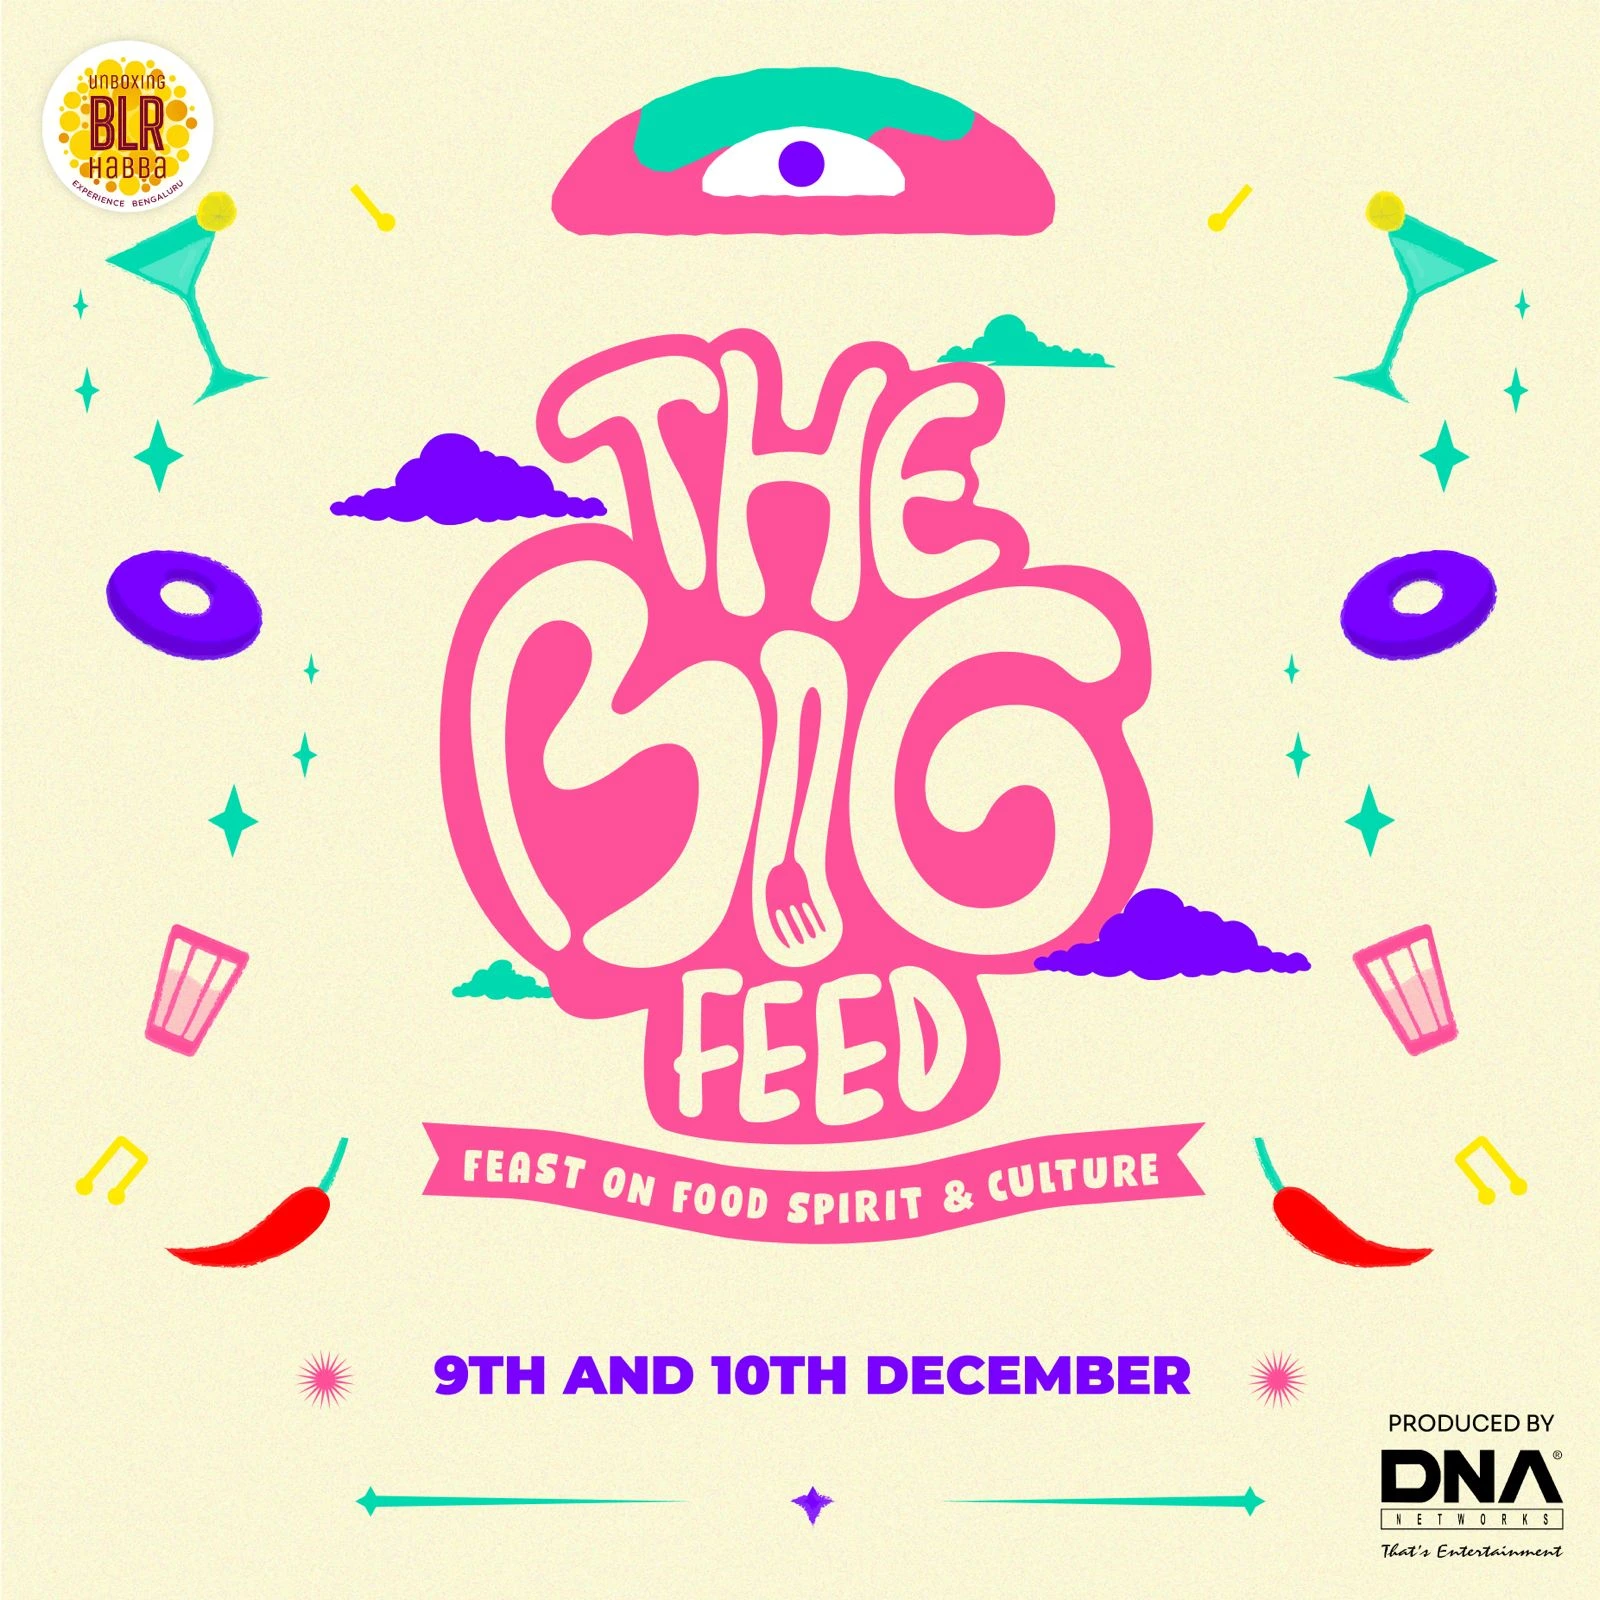 UNBOXING
BLR
HABBA
EXPERIENCE BENGALURU
THE
BIG
FEED
FEAST ON FOOD SPIRIT & CULTURE
9TH AND 10TH DECEMBER
PRODUCED BY
DNA®
NETWORKS
That's Entertainment